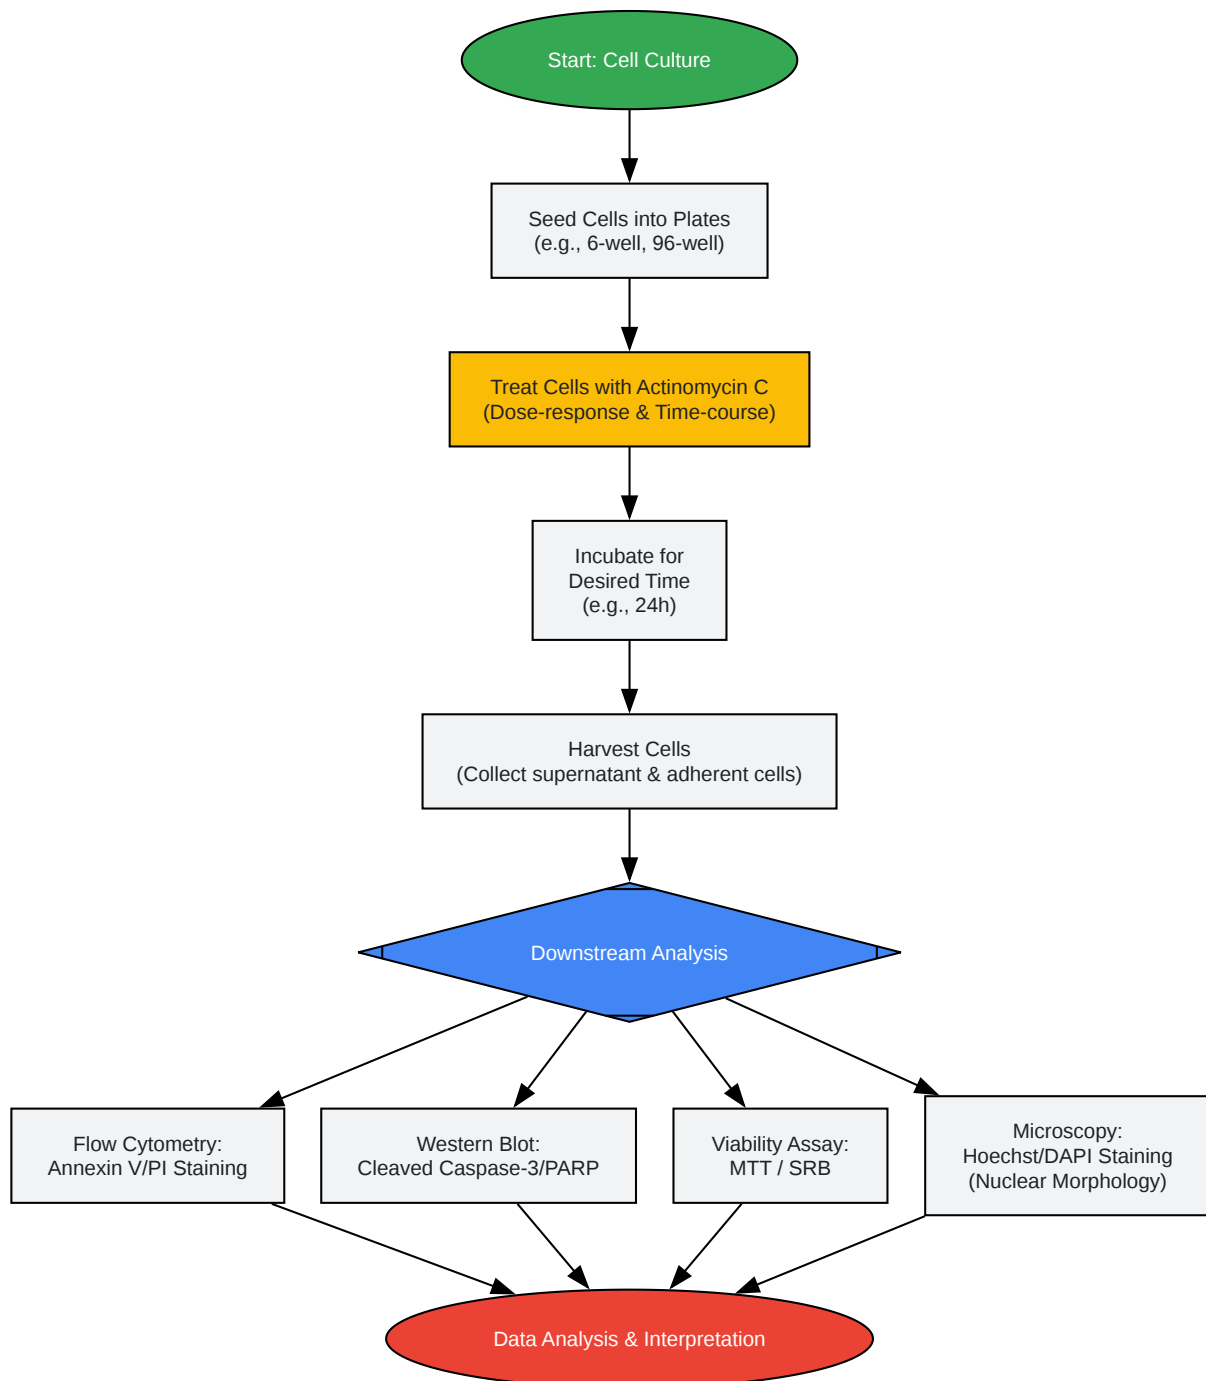 Start: Cell Culture
Seed Cells into Plates
(e.g., 6-well, 96-well)
Treat Cells with Actinomycin C
(Dose-response & Time-course)
Incubate for
Desired Time
(e.g., 24h)
Harvest Cells
(Collect supernatant & adherent cells)
Downstream Analysis
Flow Cytometry:
Annexin V/PI Staining
Western Blot:
Cleaved Caspase-3/PARP
Viability Assay:
MTT / SRB
Microscopy:
Hoechst/DAPI Staining
(Nuclear Morphology)
Data Analysis & Interpretation